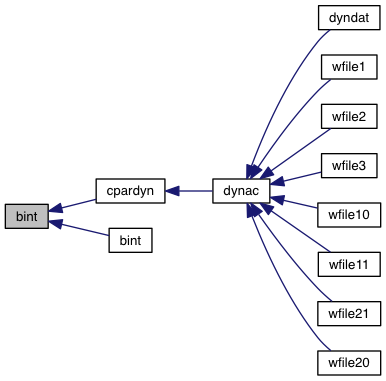 dyndat
wfile1
wfile2
wfile3
cpardyn
dynac
wfile10
bint
bint
wfile11
wfile21
wfile20